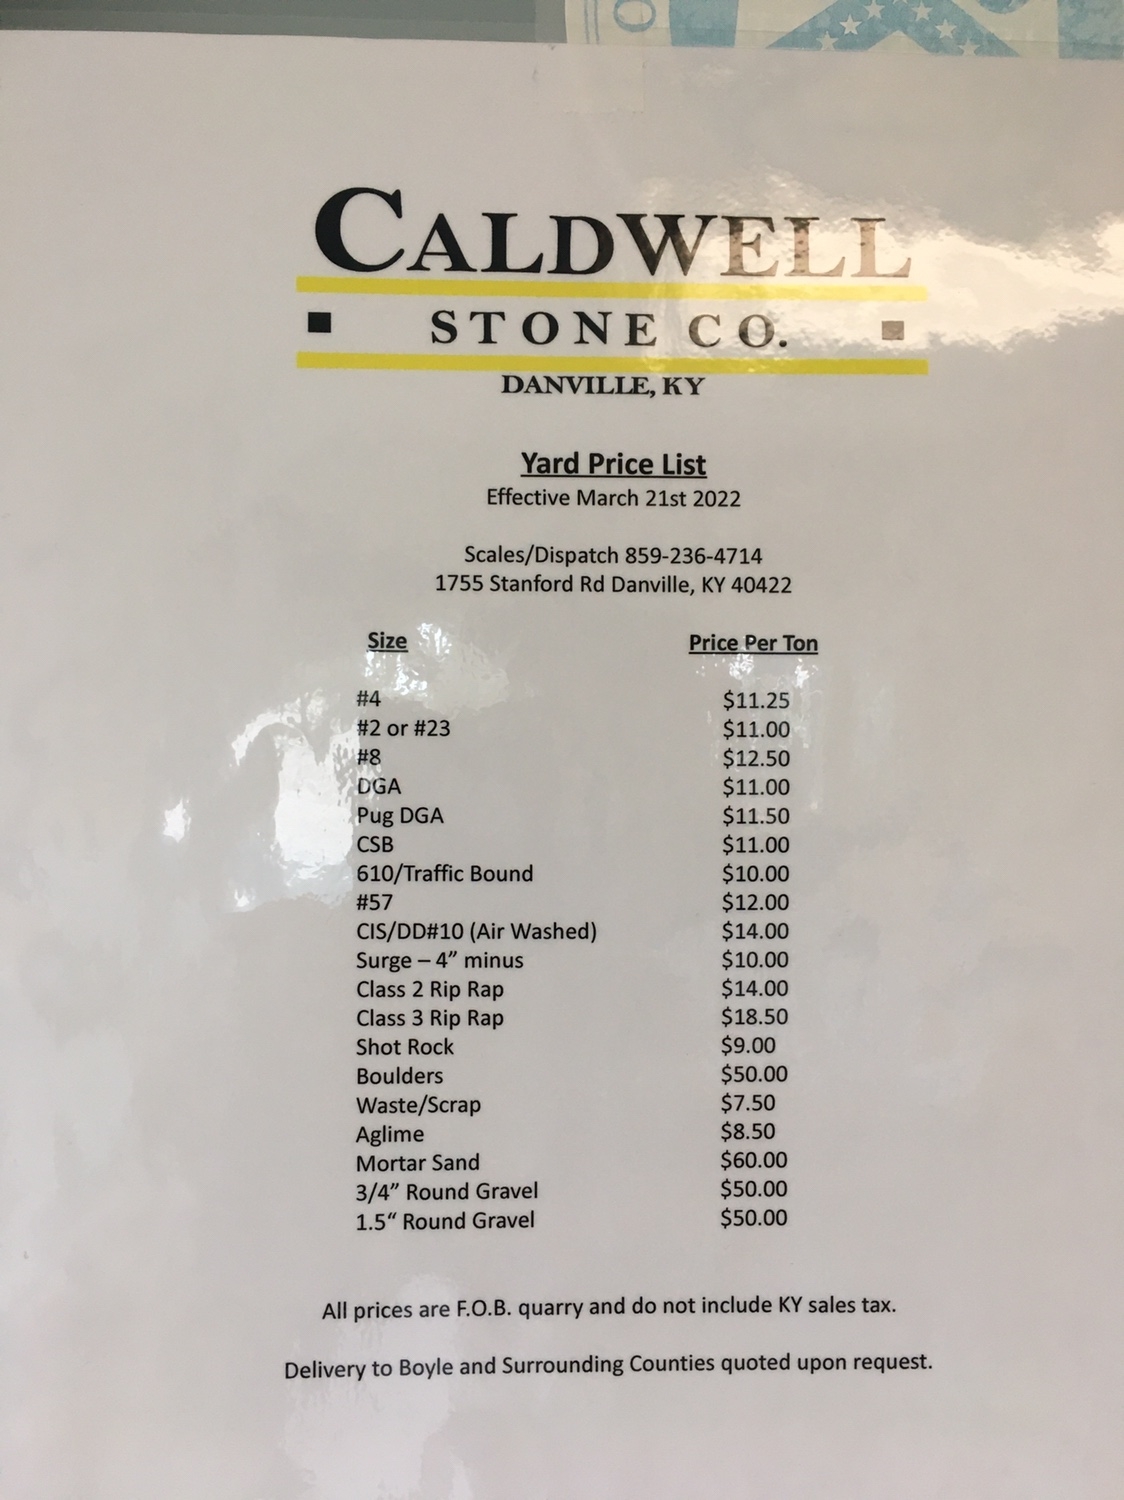 CALDWELL
STONE CO.
DANVILLE, KY
Yard Price List
Effective March 21st 2022
Scales/Dispatch 859-236-4714
1755 Stanford Rd Danville, KY 40422
Size Price Per Ton
#4 $11.25
#2 or #23 $11.00
#8 $12.50
DGA $11.00
Pug DGA $11.50
CSB $11.00
610/Traffic Bound $10.00
#57 $12.00
CIS/DD#10 (Air Washed) $14.00
Surge – 4” minus $10.00
Class 2 Rip Rap $14.00
Class 3 Rip Rap $18.50
Shot Rock $9.00
Boulders $50.00
Waste/Scrap $7.50
Aglime $8.50
Mortar Sand $60.00
3/4” Round Gravel $50.00
1.5“ Round Gravel $50.00
All prices are F.O.B. quarry and do not include KY sales tax.
Delivery to Boyle and Surrounding Counties quoted upon request.